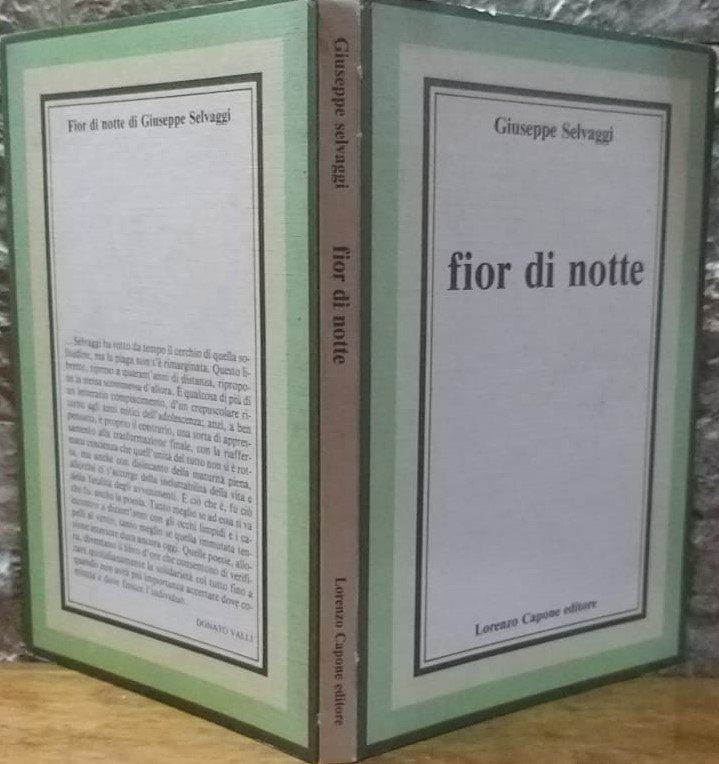 Fior di notte di Giuseppe Selvaggi
Selvaggi ha rotto da tempo il cerchio di quella so-
litudine, ma la piaga non s'è rimarginata. Questo li-
bretto, ripreso a quarant'anni di distanza, ripropo-
ne la stessa scommessa d'allora. È qualcosa di più di
un letterario compiacimento, d'un crepuscolare ri-
torno agli anni mitici dell'adolescenza; anzi, a ben
pensarci, è proprio il contrario, una sorta di appres-
samento alla trasformazione finale, con la riaffer-
mata coscienza che quell'unità del tutto non si è rot-
ta, ma anche con disincanto della maturità piena,
allorché ci s'accorge della ineluttabilità della vita e
della fatalità degli avvenimenti. E ciò che è, fu ciò
che fu, anche la poesia. Tanto meglio se ad essa si va
incontro a diciott'anni con gli occhi limpidi e i ca-
pelli al vento, tanto meglio se quella immutata ten-
sione interiore dura ancora oggi. Quelle poesie, allo-
ra, diventano il libro d'ore che consentono di verifi-
care quotidianamente la solidarietà col tutto fino a
quando non avrà più importanza accertare dove co-
mincia e dove finisce l'individuo.
DONATO VALLI
Giuseppe selvaggi
fior di notte
Lorenzo Capone editore
Giuseppe Selvaggi
fior di notte
Lorenzo Capone editore